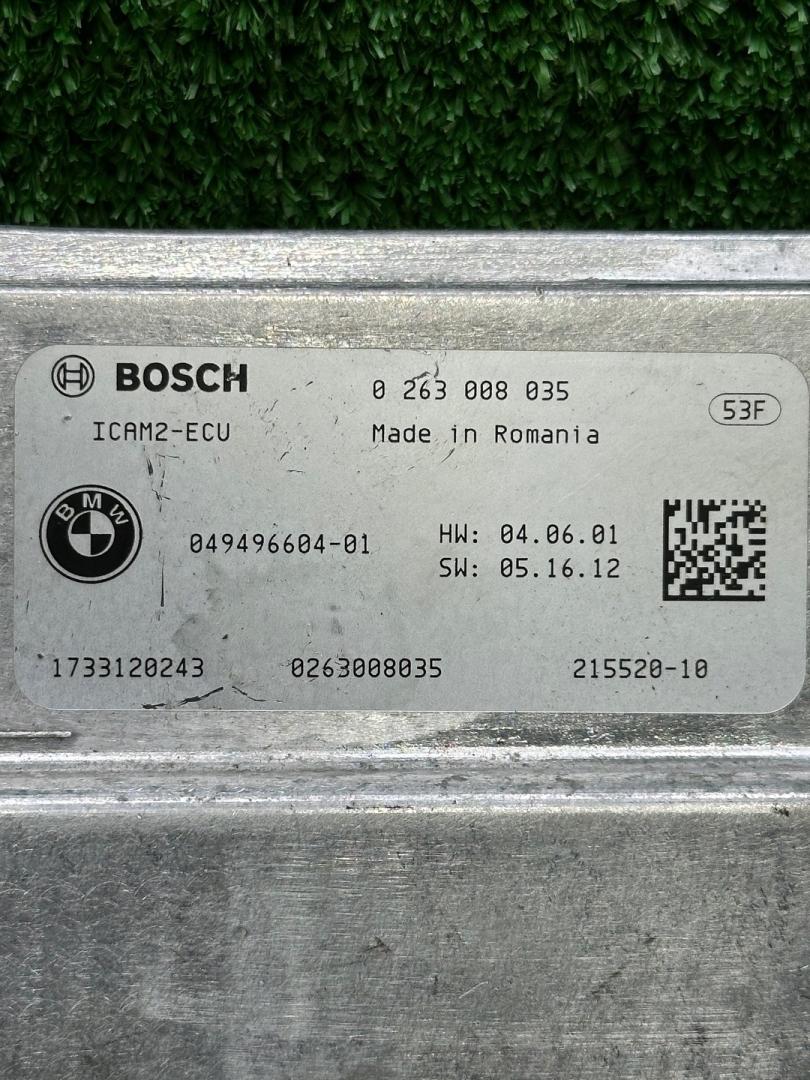 BOSCH
0 263 008 035
53F
ICAM2-ECU
Made in Romania
BMW
049496604-01
HW: 04.06.01
SW: 05.16.12
1733120243
0263008035
215520-10